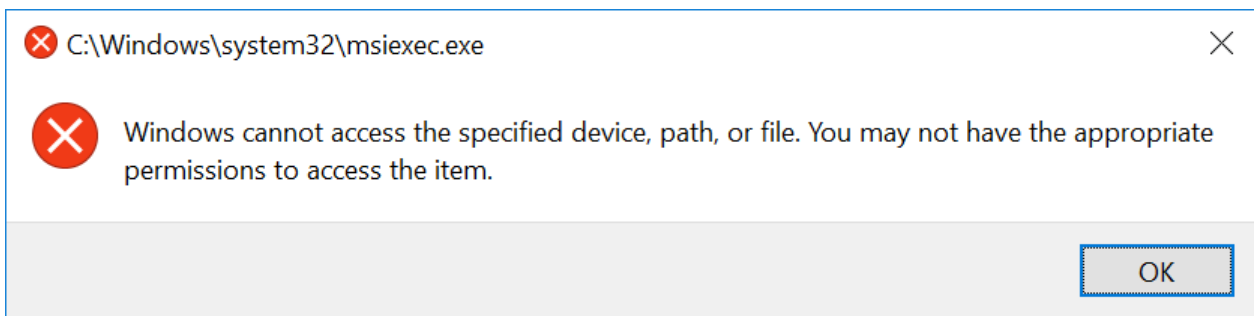 C:\Windows\system32\msiexec.exe
Windows cannot access the specified device, path, or file. You may not have the appropriate
permissions to access the item.
OK